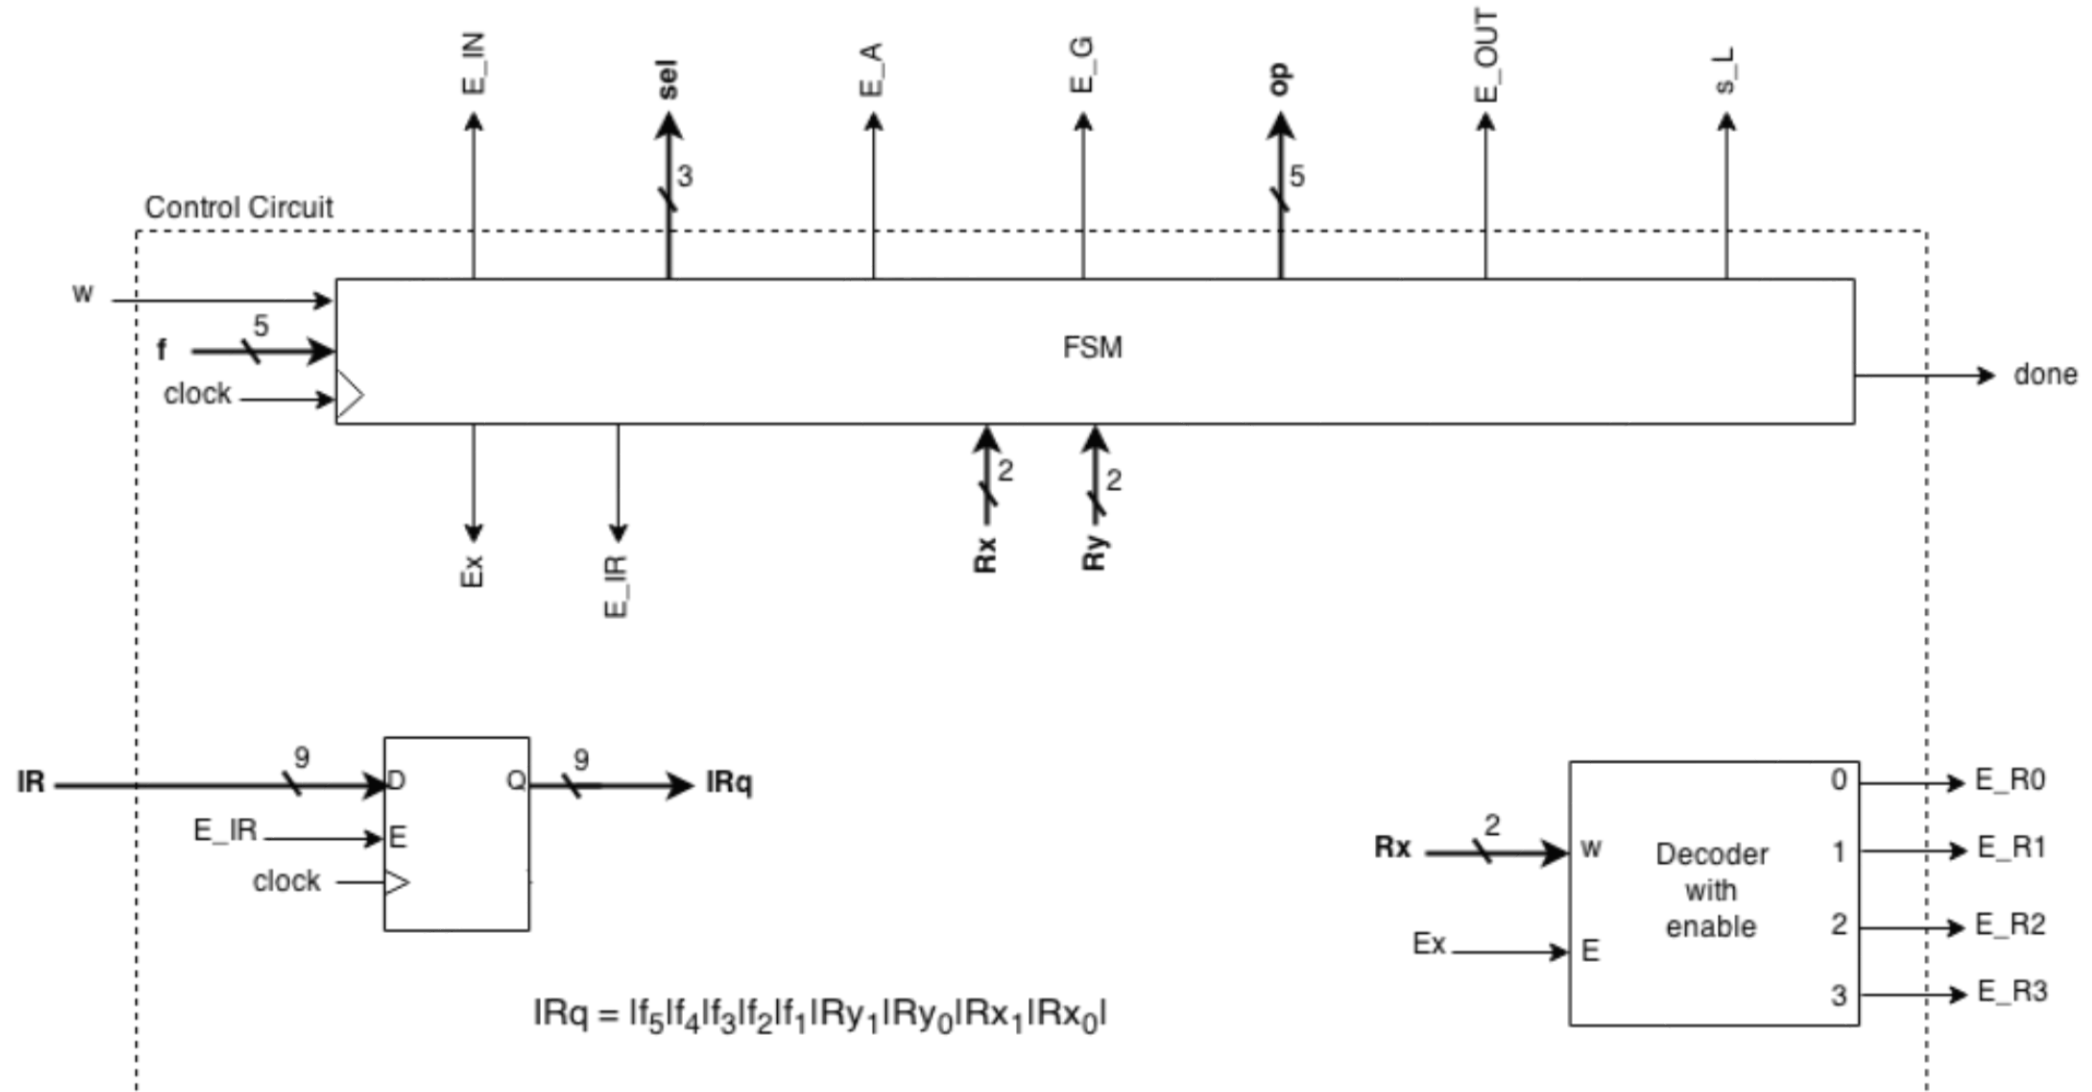 E_IN
sel
E_A
E_G
op
E_OUT
s_L
3
5
Control Circuit
w
5
f
clock
FSM
done
2
2
Ex
E_IR
Rx
Ry
IR
9
D
Q
9
IRq
E_IR
E
clock
Rx
2
w
Ex
E
Decoder
with
enable
0
E_R0
1
E_R1
2
E_R2
3
E_R3
IRq = |f₅|f₄|f₃|f₂|f₁|Ry₁|Ry₀|Rx₁|Rx₀|